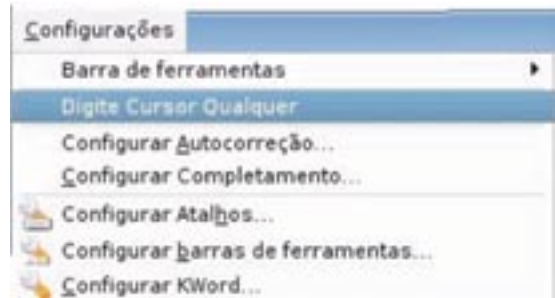 Configurações
Barra de ferramentas
Digite Cursor Qualquer
Configurar Autocorreção...
Configurar Completamento...
Configurar Atalhos...
Configurar barras de ferramentas...
Configurar KWord...